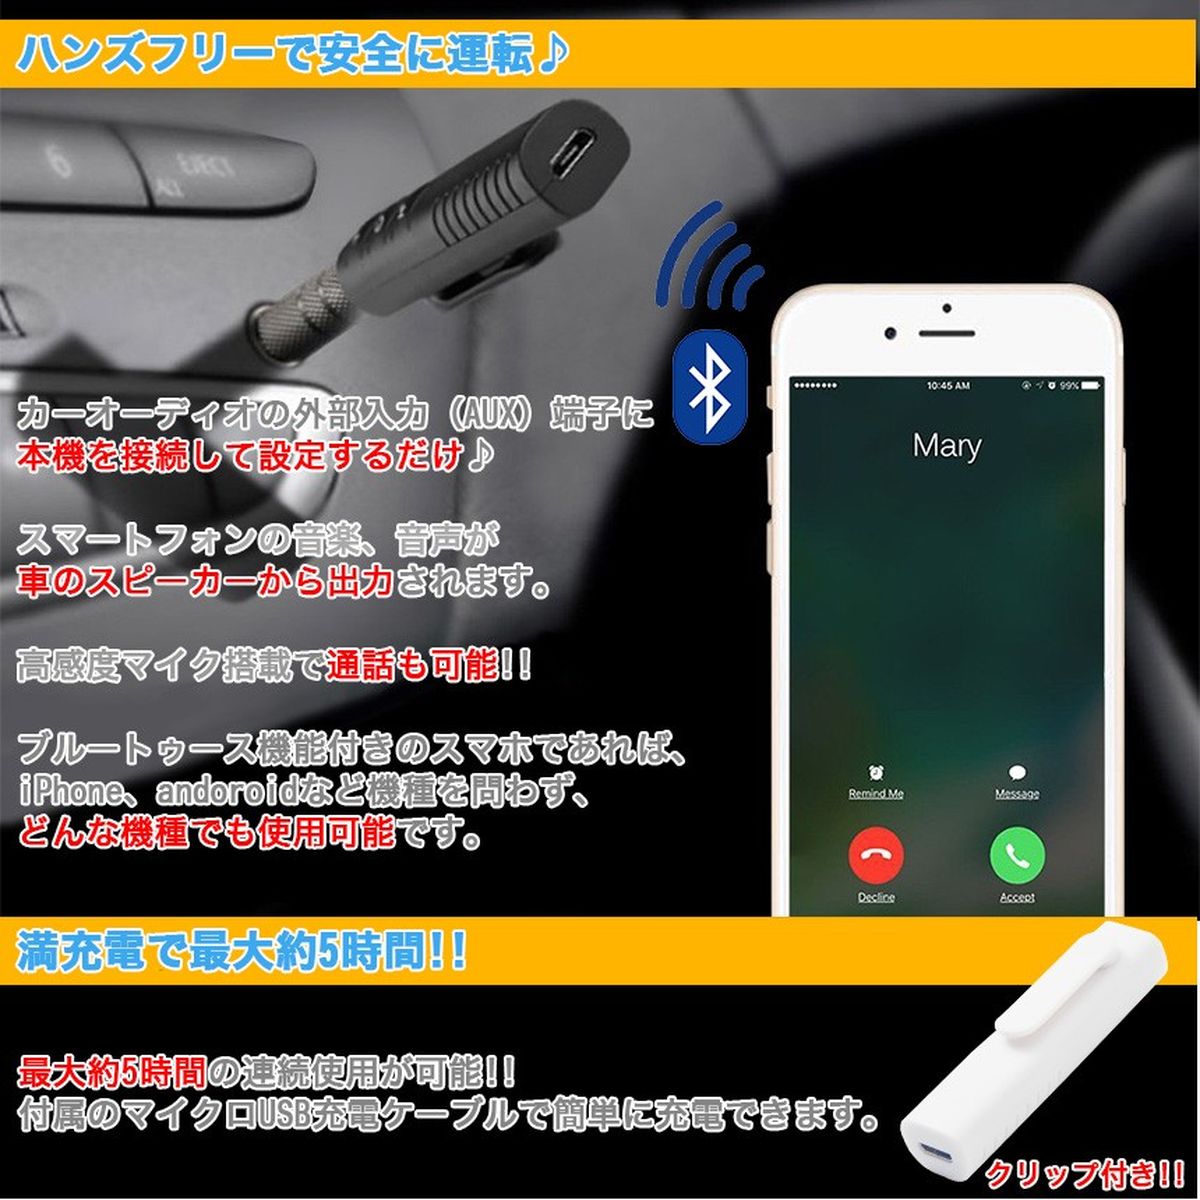 ハンズフリーで安全に運転♪
6
ALL
EJECT
カーオーディオの外部入力（AUX）端子に
本機を接続して設定するだけ♪
スマートフォンの音楽、音声が
車のスピーカーから出力されます。
高感度マイク搭載で通話も可能!!
ブルートゥース機能付きのスマホであれば、
iPhone、andoroidなど機種を問わず、
どんな機種でも使用可能です。
10:45 AM
99%
Mary
Remind Me
Message
Decline
Accept
満充電で最大約5時間!!
最大約5時間の連続使用が可能!!
付属のマイクロUSB充電ケーブルで簡単に充電できます。
クリップ付き!!